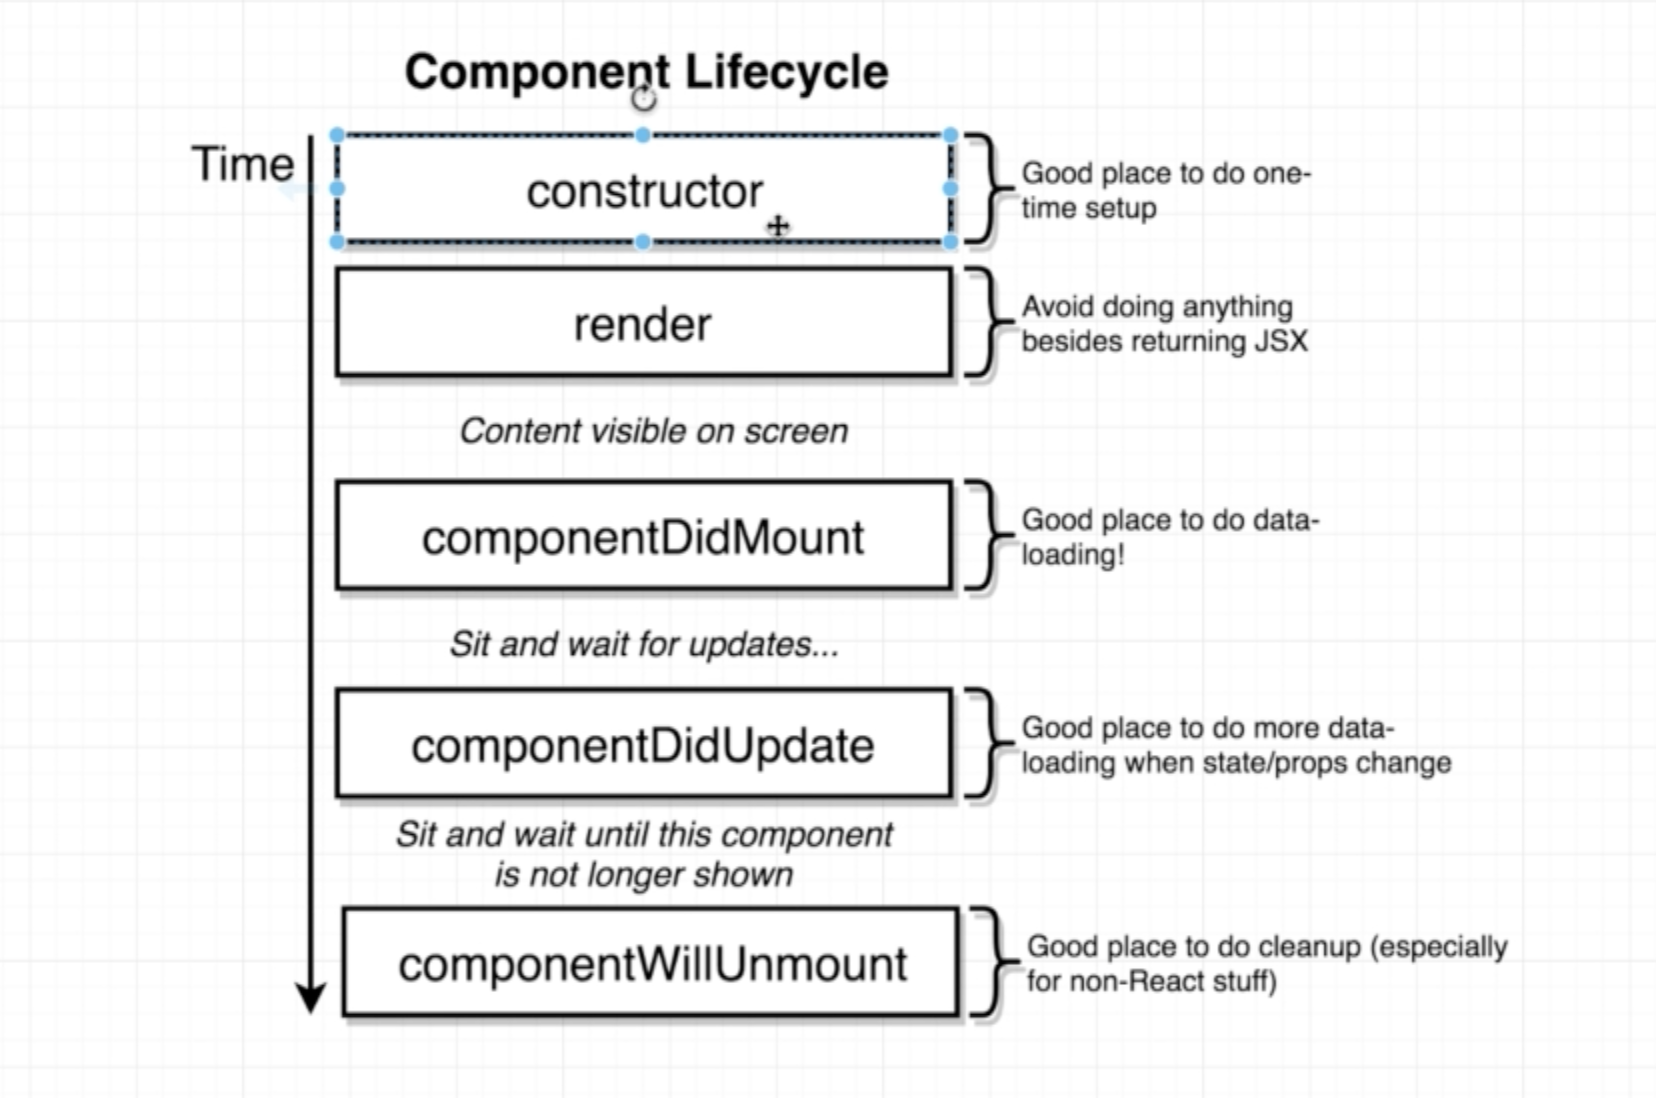 Component Lifecycle
Time
constructor
Good place to do one-
time setup
render
Avoid doing anything
besides returning JSX
Content visible on screen
componentDidMount
Good place to do data-
loading!
Sit and wait for updates...
componentDidUpdate
Good place to do more data-
loading when state/props change
Sit and wait until this component
is not longer shown
componentWillUnmount
Good place to do cleanup (especially
for non-React stuff)